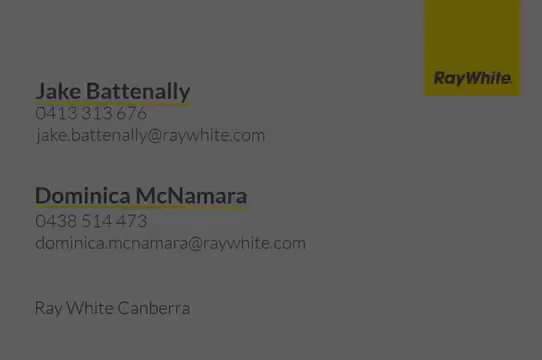 RayWhite.
Jake Battenally
0413 313 676
jake.battenally@raywhite.com
Dominica McNamara
0438 514 473
dominica.mcnamara@raywhite.com
Ray White Canberra